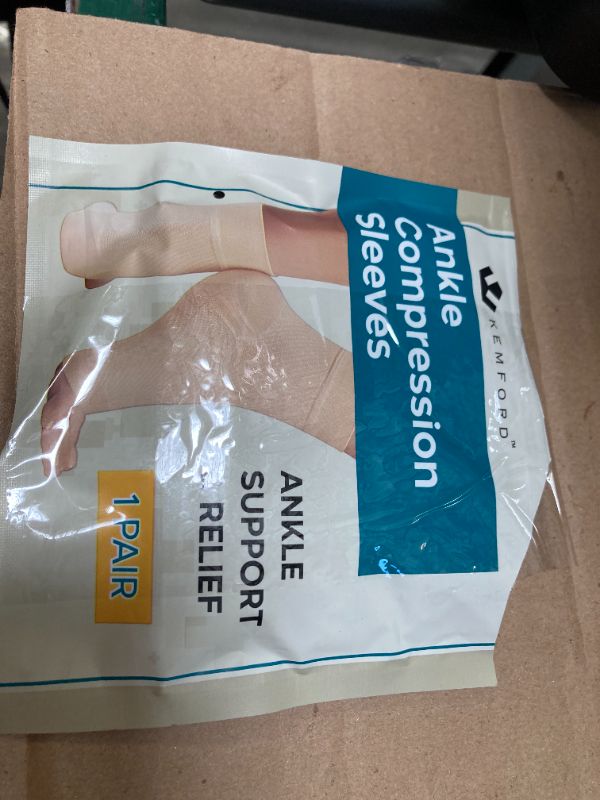 KEMFORD™
Ankle
Compression
Sleeves
ANKLE
SUPPORT
RELIEF
1 PAIR